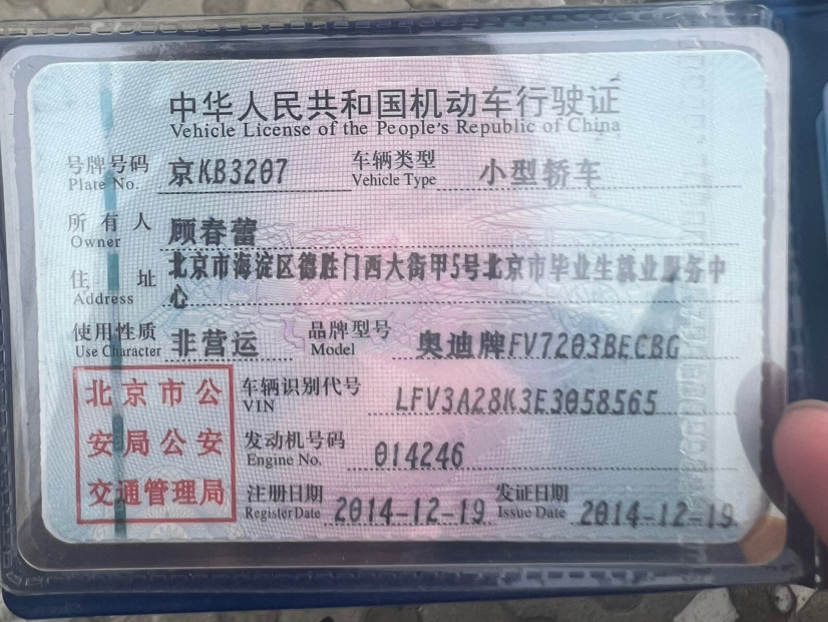 中华人民共和国机动车行驶证
Vehicle License of the People's Republic of China
号牌号码 京KB3207 车辆类型 小型轿车
Plate No. Vehicle Type
所有人 顾春蕾
Owner
住址 北京市海淀区德胜门西大街甲5号北京市毕业生就业服务中
Address 心
使用性质 非营运 品牌型号 奥迪牌FV7203BECBG
Use Character Model
北京市公 车辆识别代号 LFV3A28K3E3058565
VIN
安局公安 发动机号码 014246
Engine No.
交通管理局 注册日期 2014-12-19 发证日期 2014-12-19
Register Date Issue Date